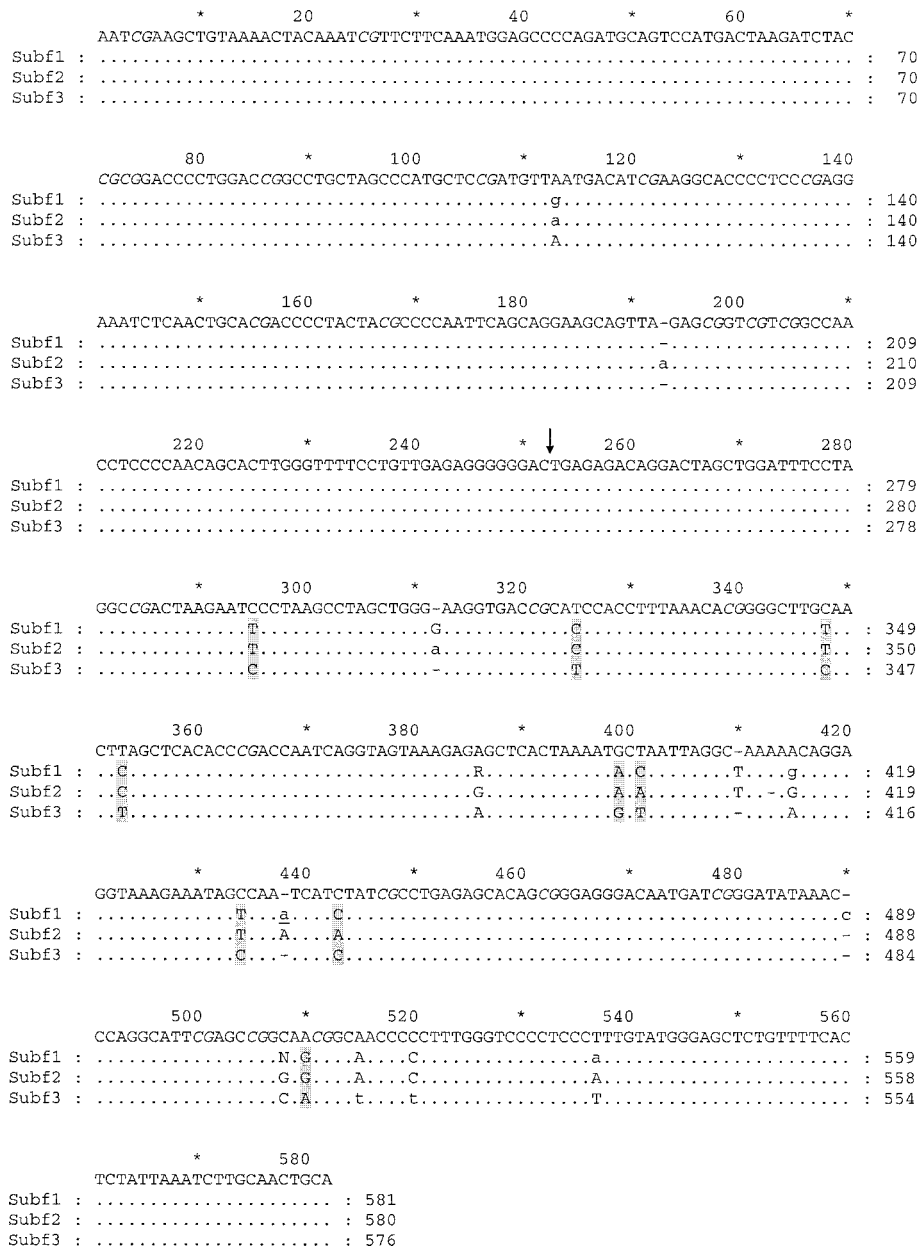 * 20 * 40 * 60 *
AATCGAAGCTGTAAAACTACAAATCGTTCTTCAAATGGAGCCCCAGATGCAGTCCATGACTAAGATCTAC
Subf1 : ...................................................................... : 70
Subf2 : ...................................................................... : 70
Subf3 : ...................................................................... : 70
80 * 100 * 120 * 140
CGCGGACCCCTGGACCGGCCTGCTAGCCCATGCTCCGATGTTAATGACATCGAAGGCACCCCTCCCGAGG
Subf1 : ..........................................g........................... : 140
Subf2 : ..........................................a........................... : 140
Subf3 : ..........................................A........................... : 140
* 160 * 180 * 200 *
AAATCTCAACTGCACGACCCCTACTACGCCCCAATTCAGCAGGAAGCAGTTA-GAGCGGTCGTCGGCCAA
Subf1 : ....................................................-................. : 209
Subf2 : ....................................................a................. : 210
Subf3 : ....................................................-................. : 209
220 * 240 * ↓ 260 * 280
CCTCCCCAACAGCACTTGGGTTTTCCTGTTGAGAGGGGGGACTGAGAGACAGGACTAGCTGGATTTCCTA
Subf1 : ...................................................................... : 279
Subf2 : ...................................................................... : 280
Subf3 : ...................................................................... : 278
* 300 * 320 * 340 *
GGCCGACTAAGAATCCCTAAGCCTAGCTGGG-AAGGTGACCGCATCCACCTTTAAACACGGGGCTTGCAA
Subf1 : ..............T................G............C......................T.. : 349
Subf2 : ..............T................a............C......................T.. : 350
Subf3 : ..............C................-............T......................C.. : 347
360 * 380 * 400 * 420
CTTAGCTCACACCCGACCAATCAGGTAGTAAAGAGAGCTCACTAAAATGCTAATTAGGC-AAAAACAGGA
Subf1 : ..C................................R............A.C........T....g..... : 419
Subf2 : ..C................................G............A.A........T..-.G..... : 419
Subf3 : ..T................................A............G.T........-....A..... : 416
* 440 * 460 * 480 *
GGTAAAGAAATAGCCAA-TCATCTATCGCCTGAGAGCACAGCGGGAGGGACAATGATCGGGATATAAAC-
Subf1 : .............T...a....C..............................................c : 489
Subf2 : .............T...A....A..............................................- : 488
Subf3 : .............C...-....C..............................................- : 484
500 * 520 * 540 * 560
CCAGGCATTCGAGCCGGCAACGGCAACCCCCTTTGGGTCCCCTCCCTTTGTATGGGAGCTCTGTTTTCAC
Subf1 : .................N.G....A....C................a....................... : 559
Subf2 : .................G.G....A....C................A....................... : 558
Subf3 : .................C.A....t....t................T....................... : 554
* 580
TCTATTAAATCTTGCAACTGCA
Subf1 : ...................... : 581
Subf2 : ...................... : 580
Subf3 : ...................... : 576